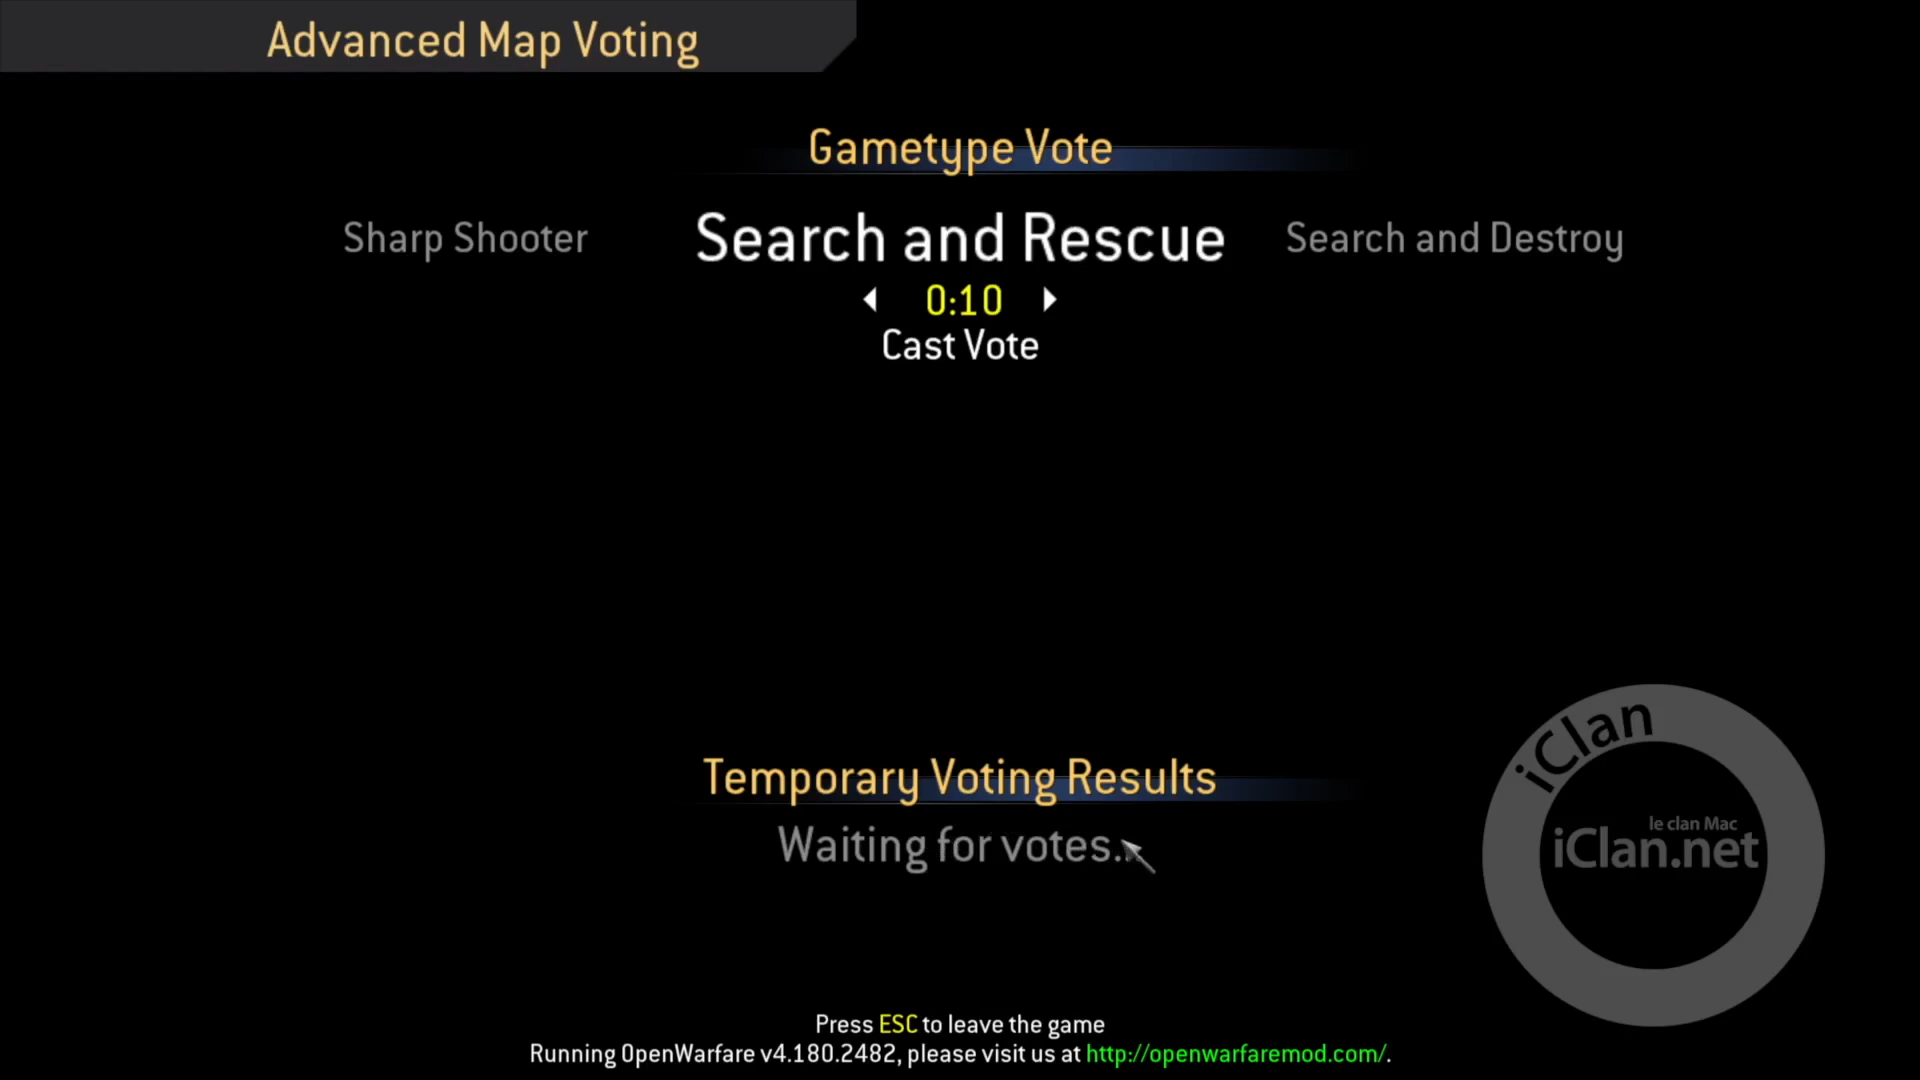 Advanced Map Voting
Gametype Vote
Sharp Shooter
Search and Rescue
Search and Destroy
0:10
Cast Vote
Temporary Voting Results
Waiting for votes...
iClan
le clan Mac
iClan.net
Press ESC to leave the game
Running OpenWarfare v4.180.2482, please visit us at http://openwarfaremod.com/.